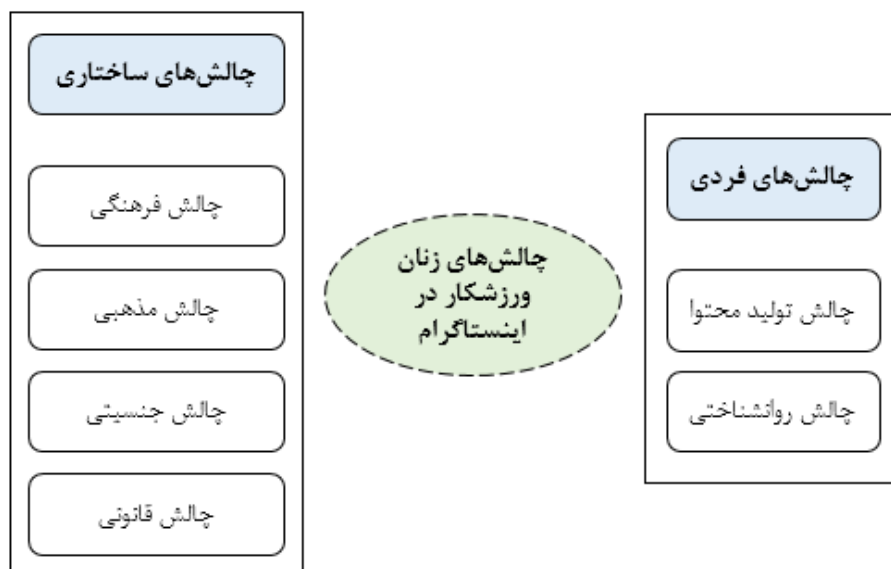 چالش‌های فردی
چالش تولید محتوا
چالش روانشناختی
چالش‌های زنان
ورزشکار در
اینستاگرام
چالش‌های ساختاری
چالش فرهنگی
چالش مذهبی
چالش جنسیتی
چالش قانونی